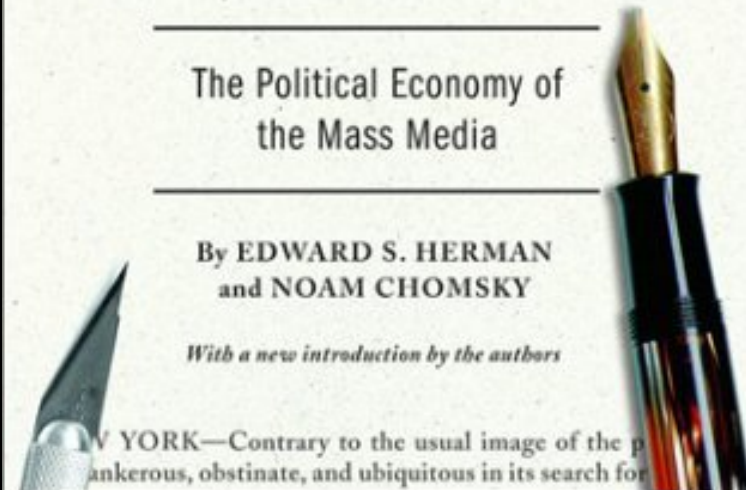 The Political Economy of
the Mass Media
By EDWARD S. HERMAN
and NOAM CHOMSKY
With a new introduction by the authors
YORK—Contrary to the usual image of the
ankerous, obstinate, and ubiquitous in its search for